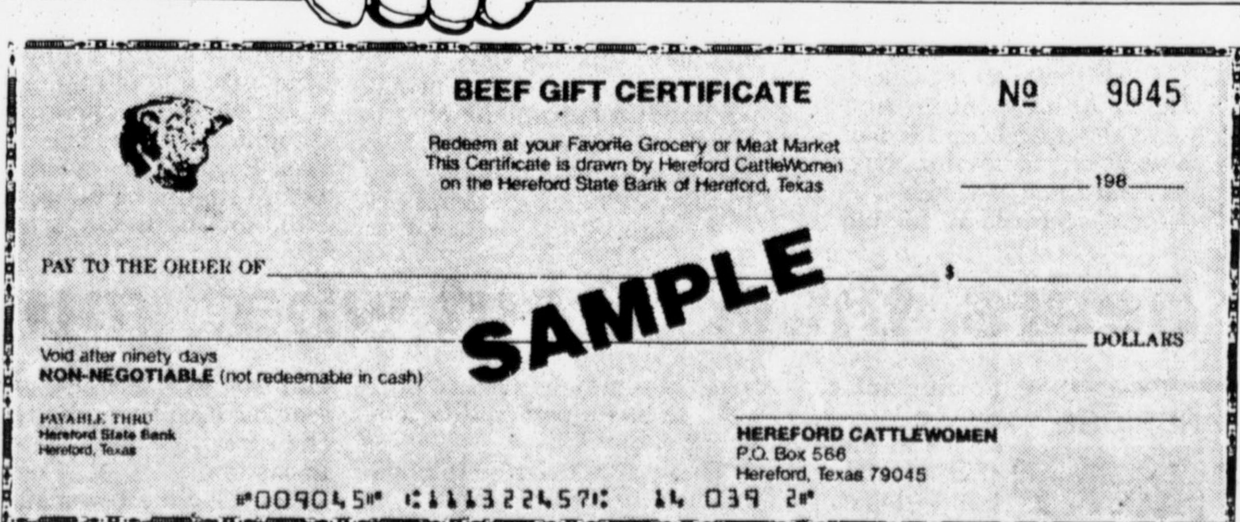 BEEF GIFT CERTIFICATE
Nº 9045
Redeem at your Favorite Grocery or Meat Market
This Certificate is drawn by Hereford CattleWomen
on the Hereford State Bank of Hereford, Texas
198
PAY TO THE ORDER OF $
SAMPLE
DOLLARS
Void after ninety days
NON-NEGOTIABLE (not redeemable in cash)
PAYABLE THRU
Hereford State Bank
Hereford, Texas
HEREFORD CATTLEWOMEN
P.O. Box 566
Hereford, Texas 79045
⑈009045⑈ ⑆111322457⑆ 14 039 2⑈